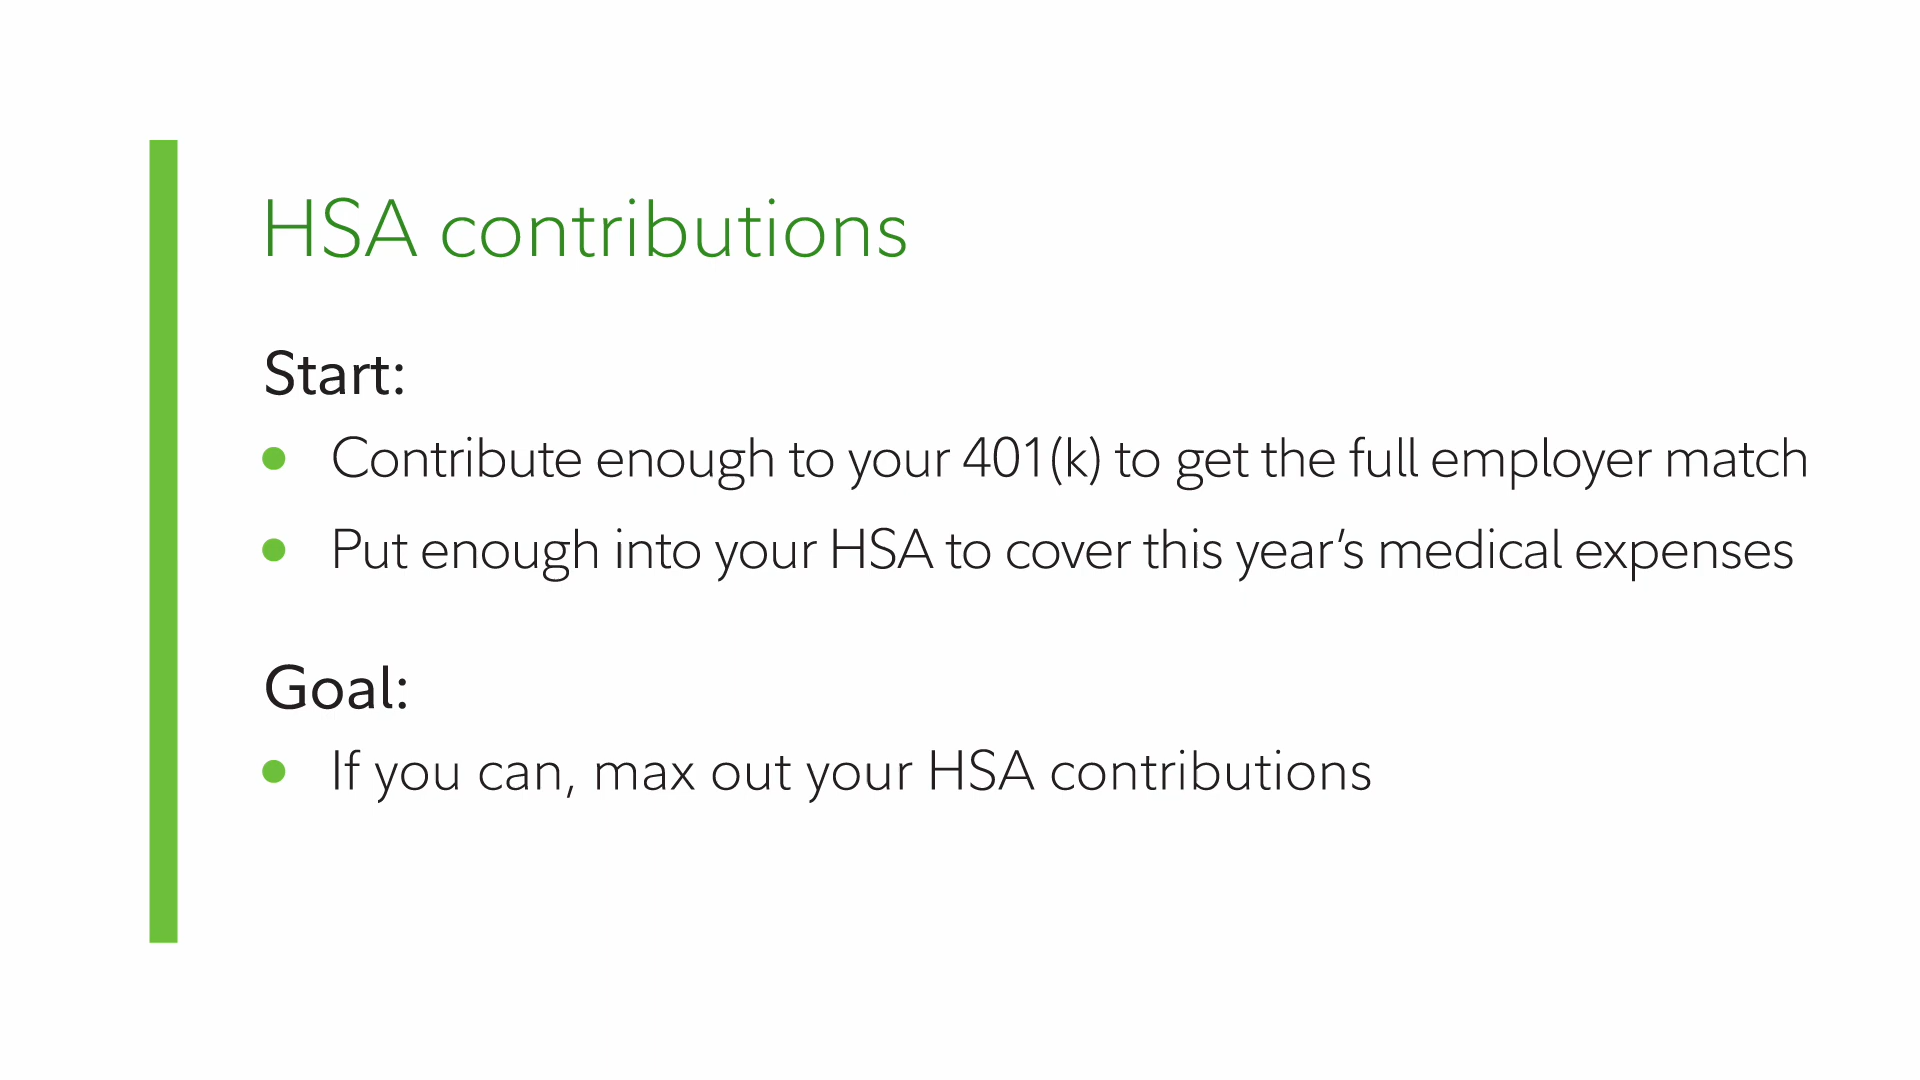 HSA contributions
Start:
Contribute enough to your 401(k) to get the full employer match
Put enough into your HSA to cover this year’s medical expenses
Goal:
If you can, max out your HSA contributions